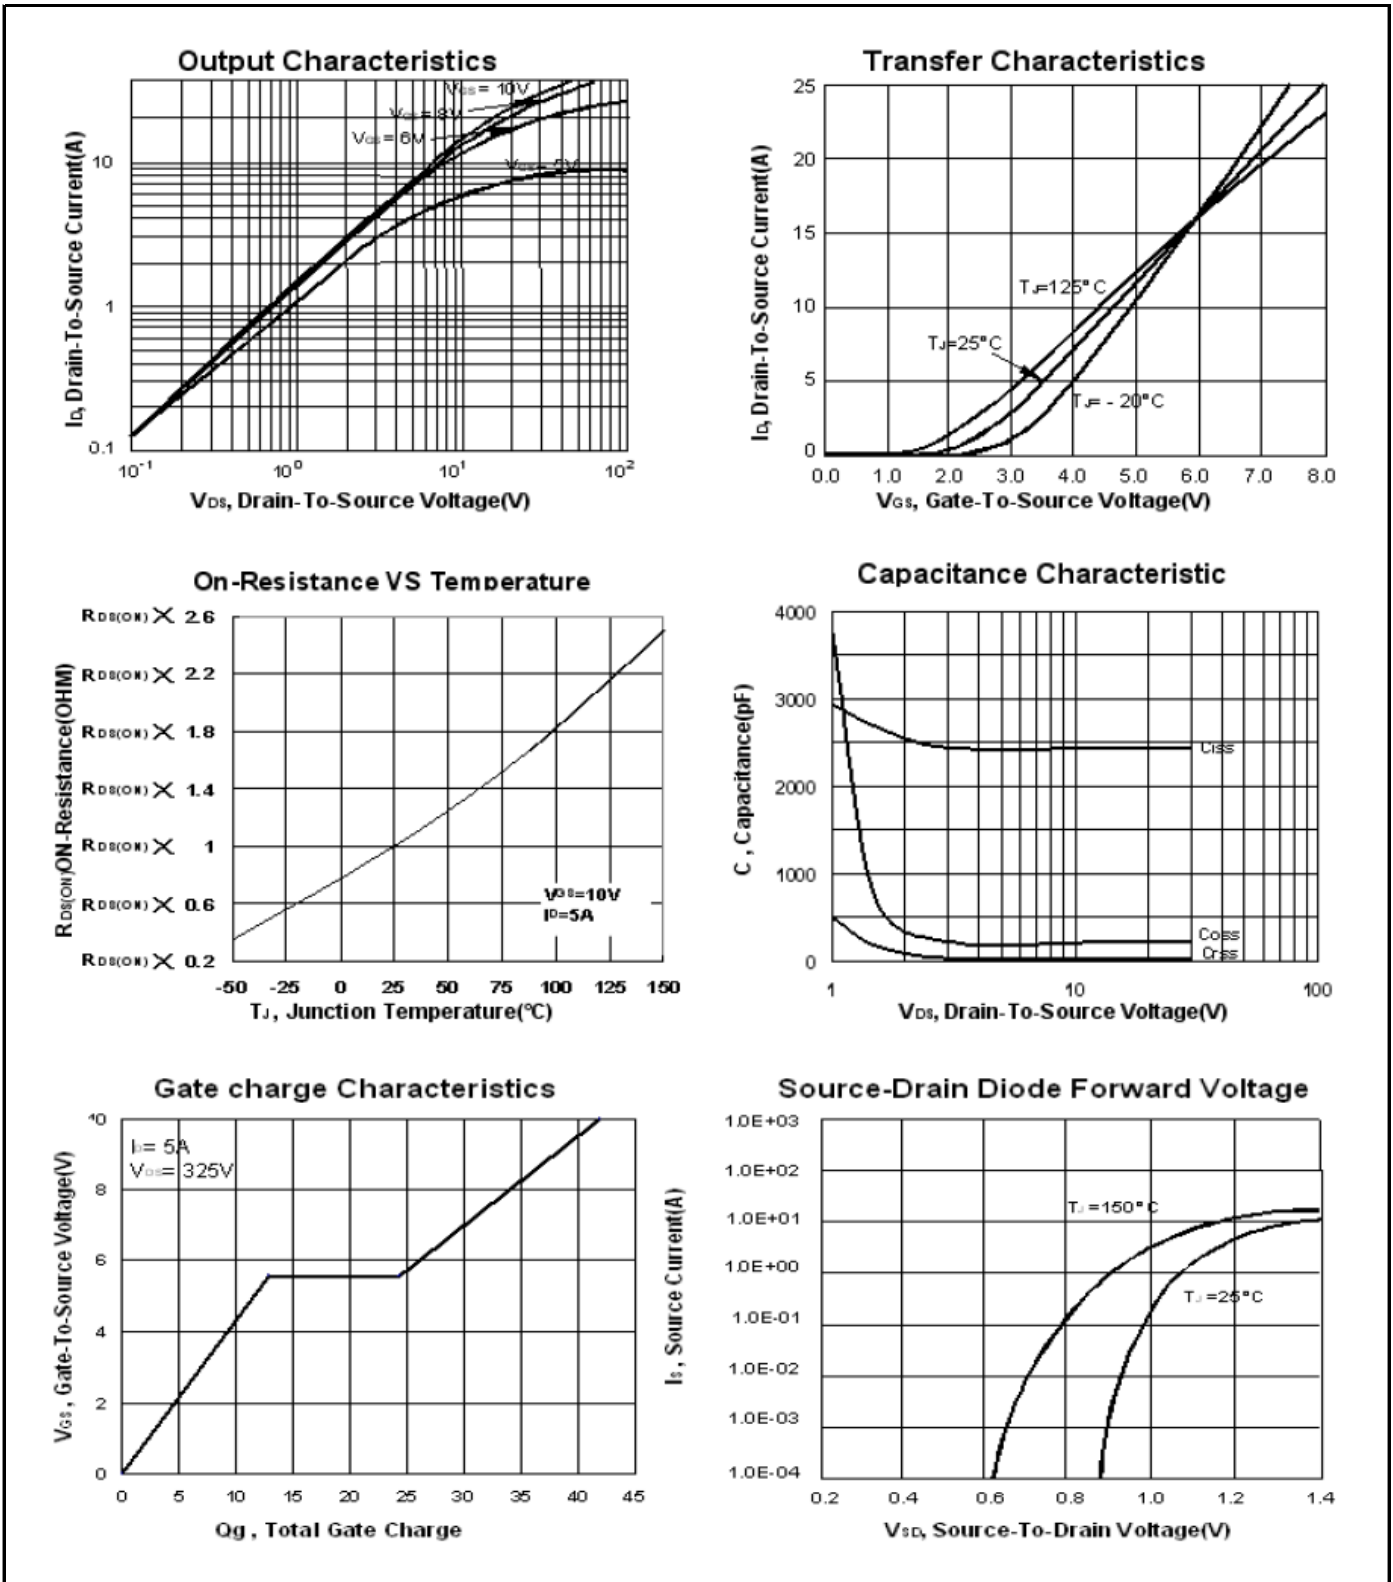 Output Characteristics
VGS = 10V
VGS = 8V
VGS = 6V
VGS = 5V
10
1
0.1
10-1
100
101
102
ID, Drain-To-Source Current(A)
VDS, Drain-To-Source Voltage(V)
Transfer Characteristics
25
20
15
10
5
0
TJ=125°C
TJ=25°C
TJ= - 20°C
0.0 1.0 2.0 3.0 4.0 5.0 6.0 7.0 8.0
ID, Drain-To-Source Current(A)
VGS, Gate-To-Source Voltage(V)
On-Resistance VS Temperature
RDS(ON) X 2.6
RDS(ON) X 2.2
RDS(ON) X 1.8
RDS(ON) X 1.4
RDS(ON) X 1
RDS(ON) X 0.6
RDS(ON) X 0.2
VGS=10V
ID=5A
-50 -25 0 25 50 75 100 125 150
RDS(ON)ON-Resistance(OHM)
TJ, Junction Temperature(°C)
Capacitance Characteristic
4000
3000
2000
1000
0
Ciss
Coss
Crss
1 10 100
C , Capacitance(pF)
VDS, Drain-To-Source Voltage(V)
Gate charge Characteristics
10
8
6
4
2
0
ID= 5A
VDS= 325V
0 5 10 15 20 25 30 35 40 45
VGS, Gate-To-Source Voltage(V)
Qg , Total Gate Charge
Source-Drain Diode Forward Voltage
1.0E+03
1.0E+02
1.0E+01
1.0E+00
1.0E-01
1.0E-02
1.0E-03
1.0E-04
TJ =150°C
TJ =25°C
0.2 0.4 0.6 0.8 1.0 1.2 1.4
IS , Source Current(A)
VSD, Source-To-Drain Voltage(V)